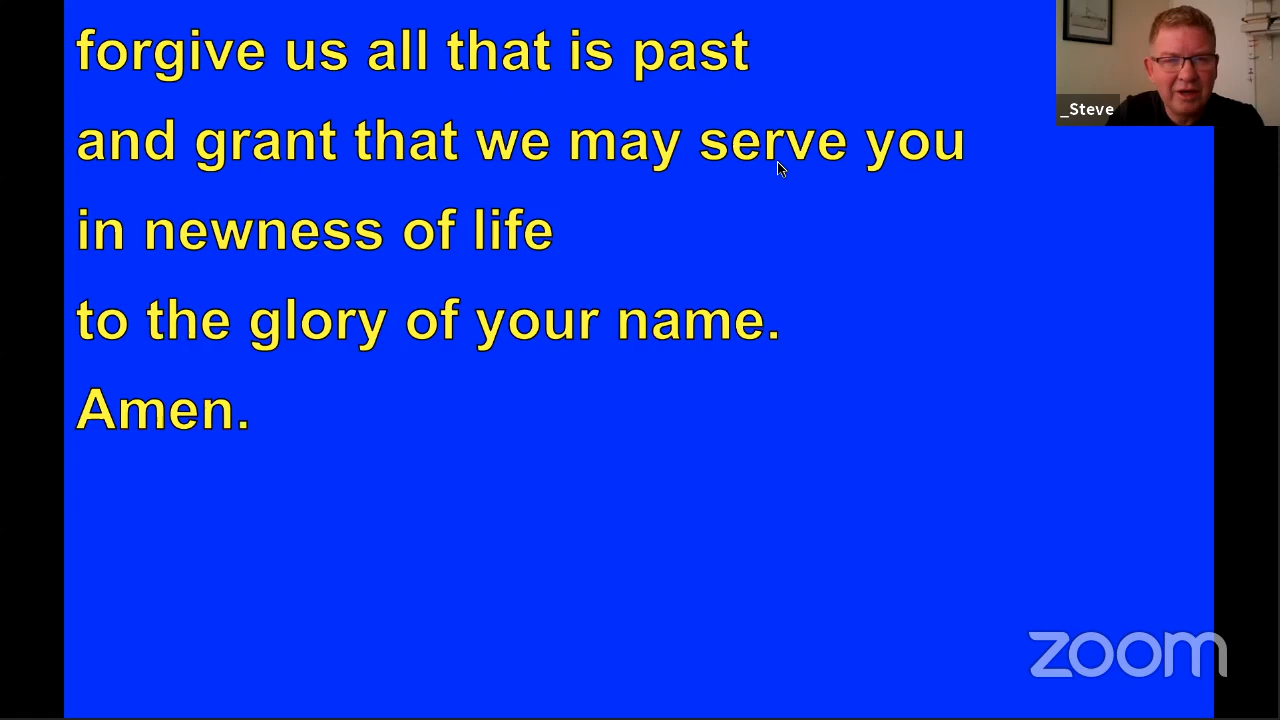 forgive us all that is past
and grant that we may serve you
in newness of life
to the glory of your name.
Amen.
_Steve
zoom